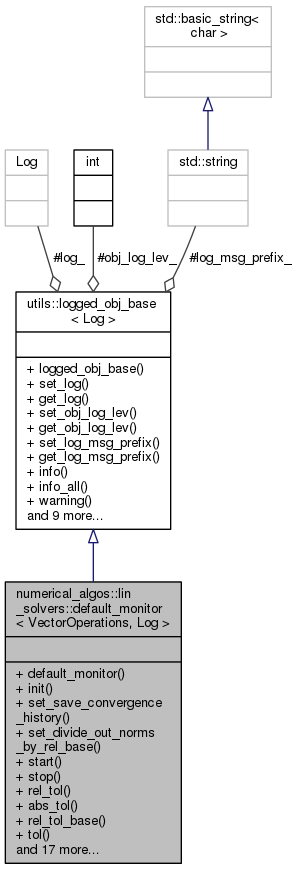 std::basic_string<
char >
Log
int
std::string
#log_
#obj_log_lev_
#log_msg_prefix_
utils::logged_obj_base
< Log >
+ logged_obj_base()
+ set_log()
+ get_log()
+ set_obj_log_lev()
+ get_obj_log_lev()
+ set_log_msg_prefix()
+ get_log_msg_prefix()
+ info()
+ info_all()
+ warning()
and 9 more...
numerical_algos::lin
_solvers::default_monitor
< VectorOperations, Log >
+ default_monitor()
+ init()
+ set_save_convergence
_history()
+ set_divide_out_norms
_by_rel_base()
+ start()
+ stop()
+ rel_tol()
+ abs_tol()
+ rel_tol_base()
+ tol()
and 17 more...